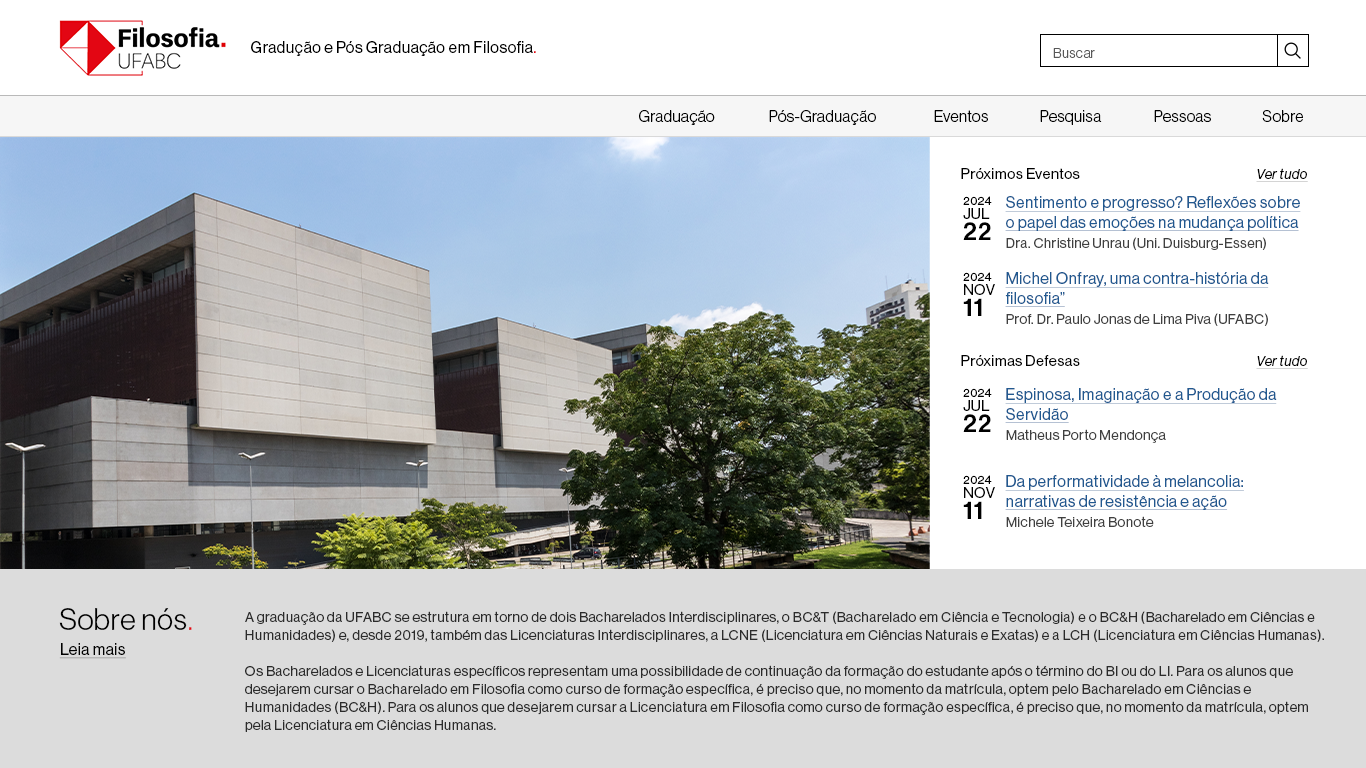 Filosofia.
UFABC
Gradução e Pós Graduação em Filosofia.
Buscar
Graduação Pós-Graduação Eventos Pesquisa Pessoas Sobre
Próximos Eventos Ver tudo
2024
JUL
22
Sentimento e progresso? Reflexões sobre
o papel das emoções na mudança política
Dra. Christine Unrau (Uni. Duisburg-Essen)
2024
NOV
11
Michel Onfray, uma contra-história da
filosofia”
Prof. Dr. Paulo Jonas de Lima Piva (UFABC)
Próximas Defesas Ver tudo
2024
JUL
22
Espinosa, Imaginação e a Produção da
Servidão
Matheus Porto Mendonça
2024
NOV
11
Da performatividade à melancolia:
narrativas de resistência e ação
Michele Teixeira Bonote
Sobre nós.
Leia mais
A graduação da UFABC se estrutura em torno de dois Bacharelados Interdisciplinares, o BC&T (Bacharelado em Ciência e Tecnologia) e o BC&H (Bacharelado em Ciências e
Humanidades) e, desde 2019, também das Licenciaturas Interdisciplinares, a LCNE (Licenciatura em Ciências Naturais e Exatas) e a LCH (Licenciatura em Ciências Humanas).
Os Bacharelados e Licenciaturas específicos representam uma possibilidade de continuação da formação do estudante após o término do BI ou do LI. Para os alunos que
desejarem cursar o Bacharelado em Filosofia como curso de formação específica, é preciso que, no momento da matrícula, optem pelo Bacharelado em Ciências e
Humanidades (BC&H). Para os alunos que desejarem cursar a Licenciatura em Filosofia como curso de formação específica, é preciso que, no momento da matrícula, optem
pela Licenciatura em Ciências Humanas.